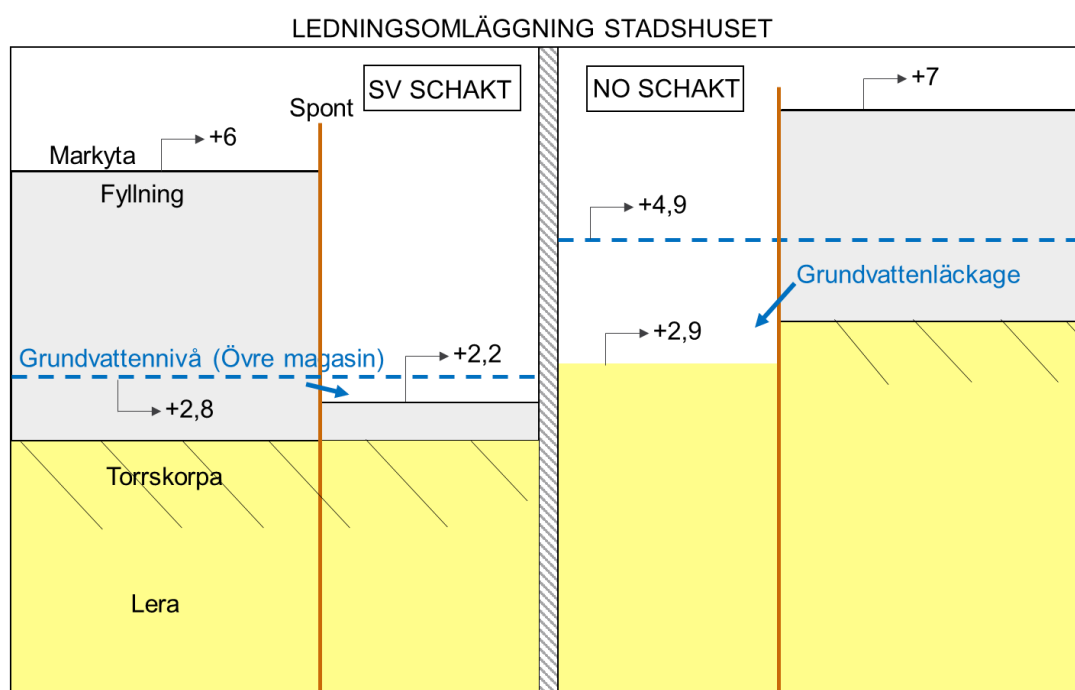 LEDNINGSOMLÄGGNING STADSHUSET
SV SCHAKT
NO SCHAKT
+7
Spont
+6
Markyta
Fyllning
+4,9
Grundvattenläckage
+2,9
Grundvattennivå (Övre magasin)
+2,2
+2,8
Torrskorpa
Lera